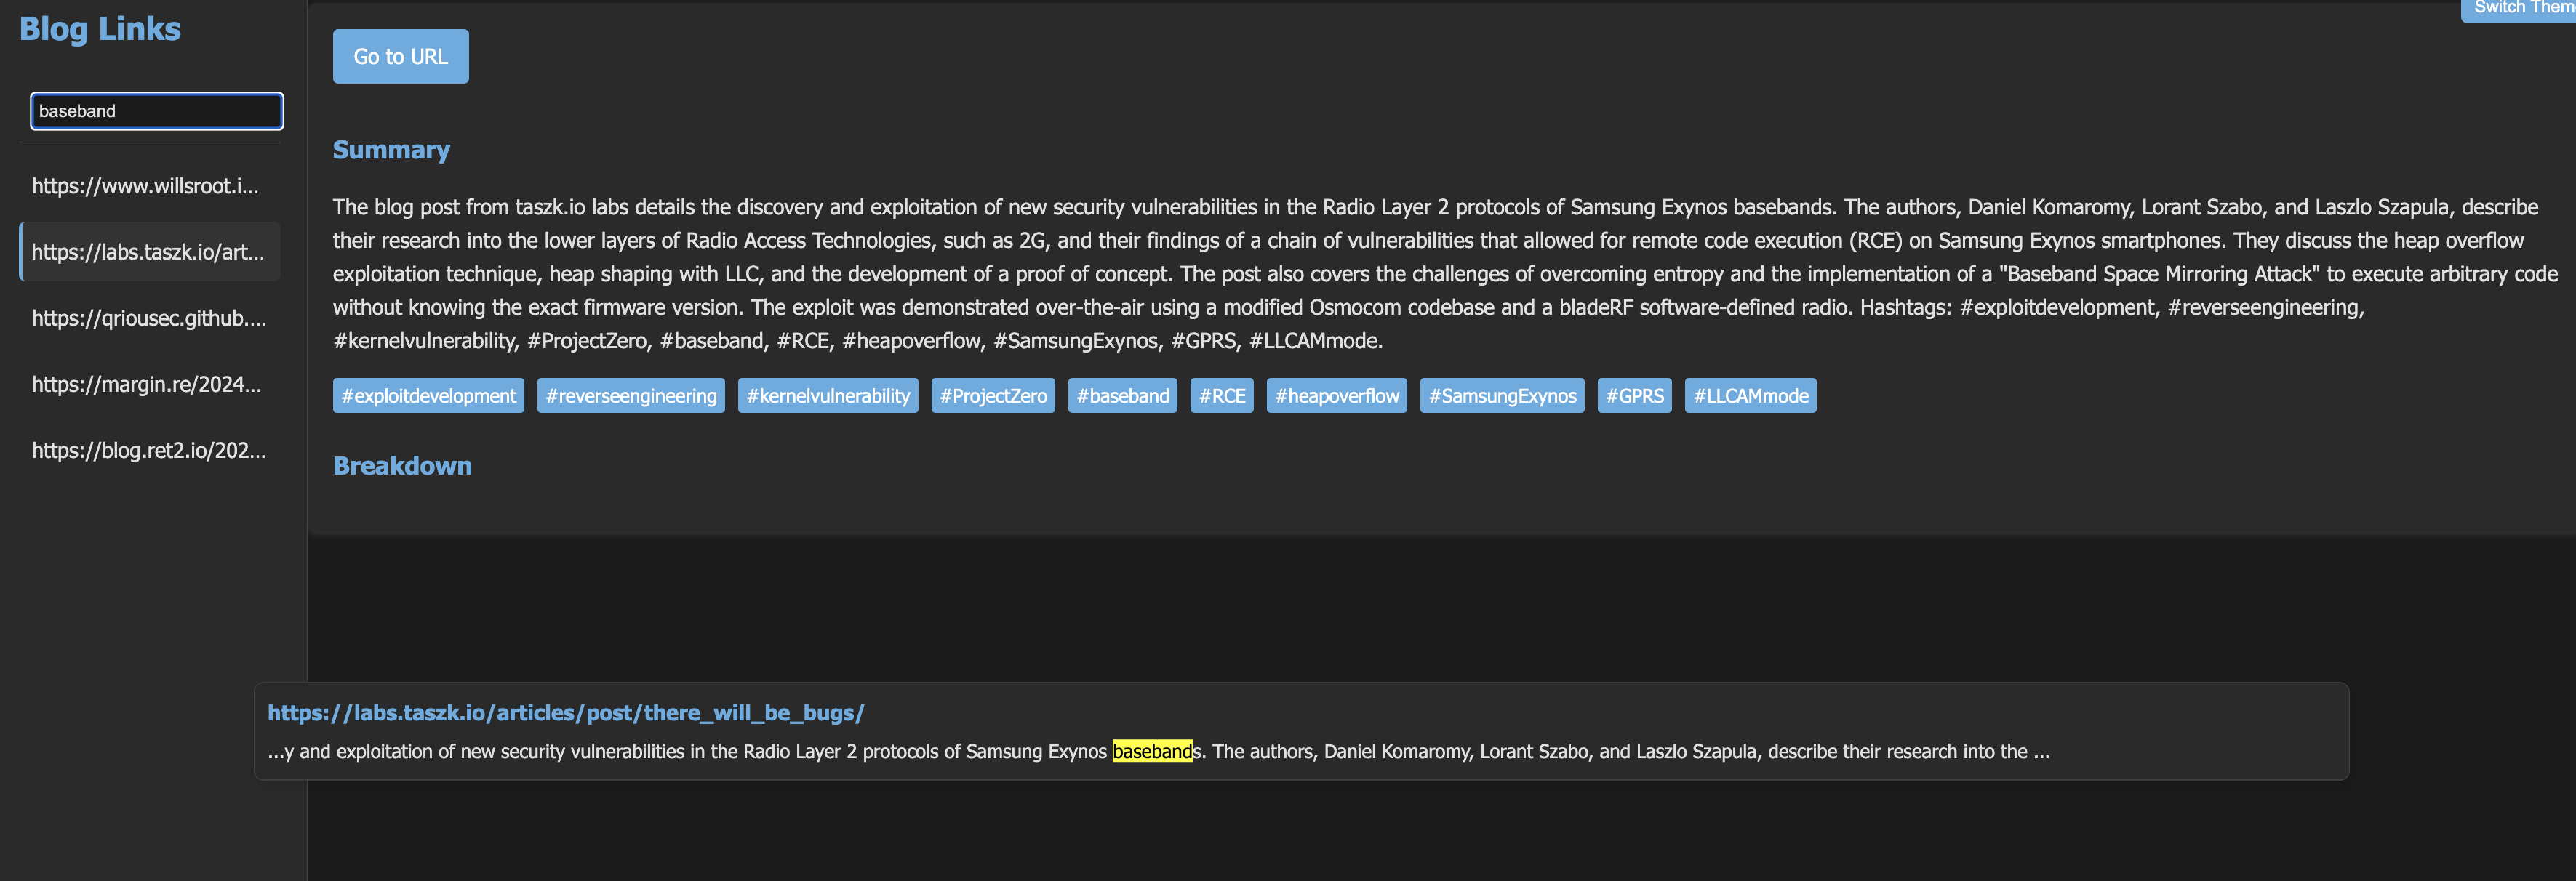 Blog Links
baseband
https://www.willsroot.i...
https://labs.taszk.io/art...
https://qriousec.github....
https://margin.re/2024...
https://blog.ret2.io/202...
Switch Them
Go to URL
Summary
The blog post from taszk.io labs details the discovery and exploitation of new security vulnerabilities in the Radio Layer 2 protocols of Samsung Exynos basebands. The authors, Daniel Komaromy, Lorant Szabo, and Laszlo Szapula, describe
their research into the lower layers of Radio Access Technologies, such as 2G, and their findings of a chain of vulnerabilities that allowed for remote code execution (RCE) on Samsung Exynos smartphones. They discuss the heap overflow
exploitation technique, heap shaping with LLC, and the development of a proof of concept. The post also covers the challenges of overcoming entropy and the implementation of a "Baseband Space Mirroring Attack" to execute arbitrary code
without knowing the exact firmware version. The exploit was demonstrated over-the-air using a modified Osmocom codebase and a bladeRF software-defined radio. Hashtags: #exploitdevelopment, #reverseengineering,
#kernelvulnerability, #ProjectZero, #baseband, #RCE, #heapoverflow, #SamsungExynos, #GPRS, #LLCAMmode.
#exploitdevelopment #reverseengineering #kernelvulnerability #ProjectZero #baseband #RCE #heapoverflow #SamsungExynos #GPRS #LLCAMmode
Breakdown
https://labs.taszk.io/articles/post/there_will_be_bugs/
...y and exploitation of new security vulnerabilities in the Radio Layer 2 protocols of Samsung Exynos basebands. The authors, Daniel Komaromy, Lorant Szabo, and Laszlo Szapula, describe their research into the ...